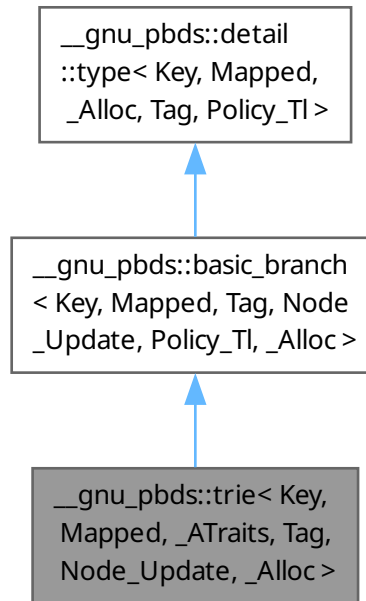 __gnu_pbds::detail
::type< Key, Mapped,
_Alloc, Tag, Policy_Tl >
__gnu_pbds::basic_branch
< Key, Mapped, Tag, Node
_Update, Policy_Tl, _Alloc >
__gnu_pbds::trie< Key,
Mapped, _ATraits, Tag,
Node_Update, _Alloc >